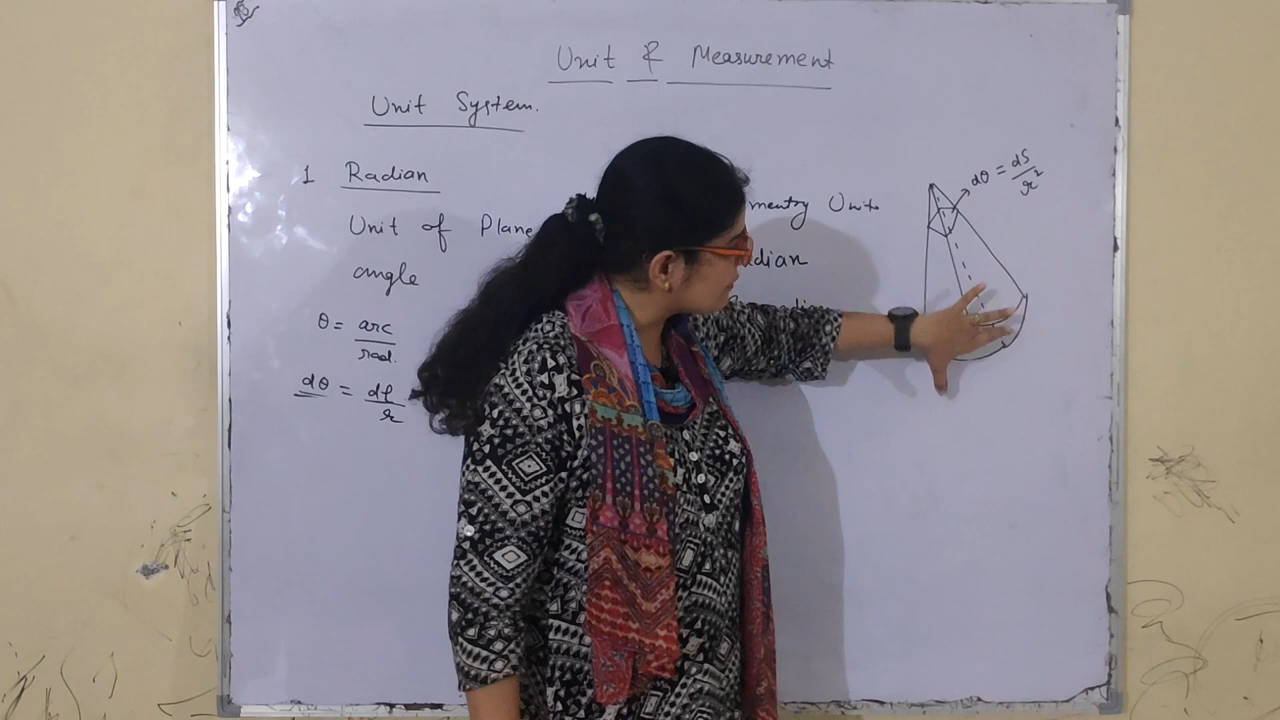 Unit & Measurement
Unit System.
1 Radian
Unit of Plane
angle
θ = arc/rad.
dθ = dl/r
mentry Units
adian
dθ = dS/r²